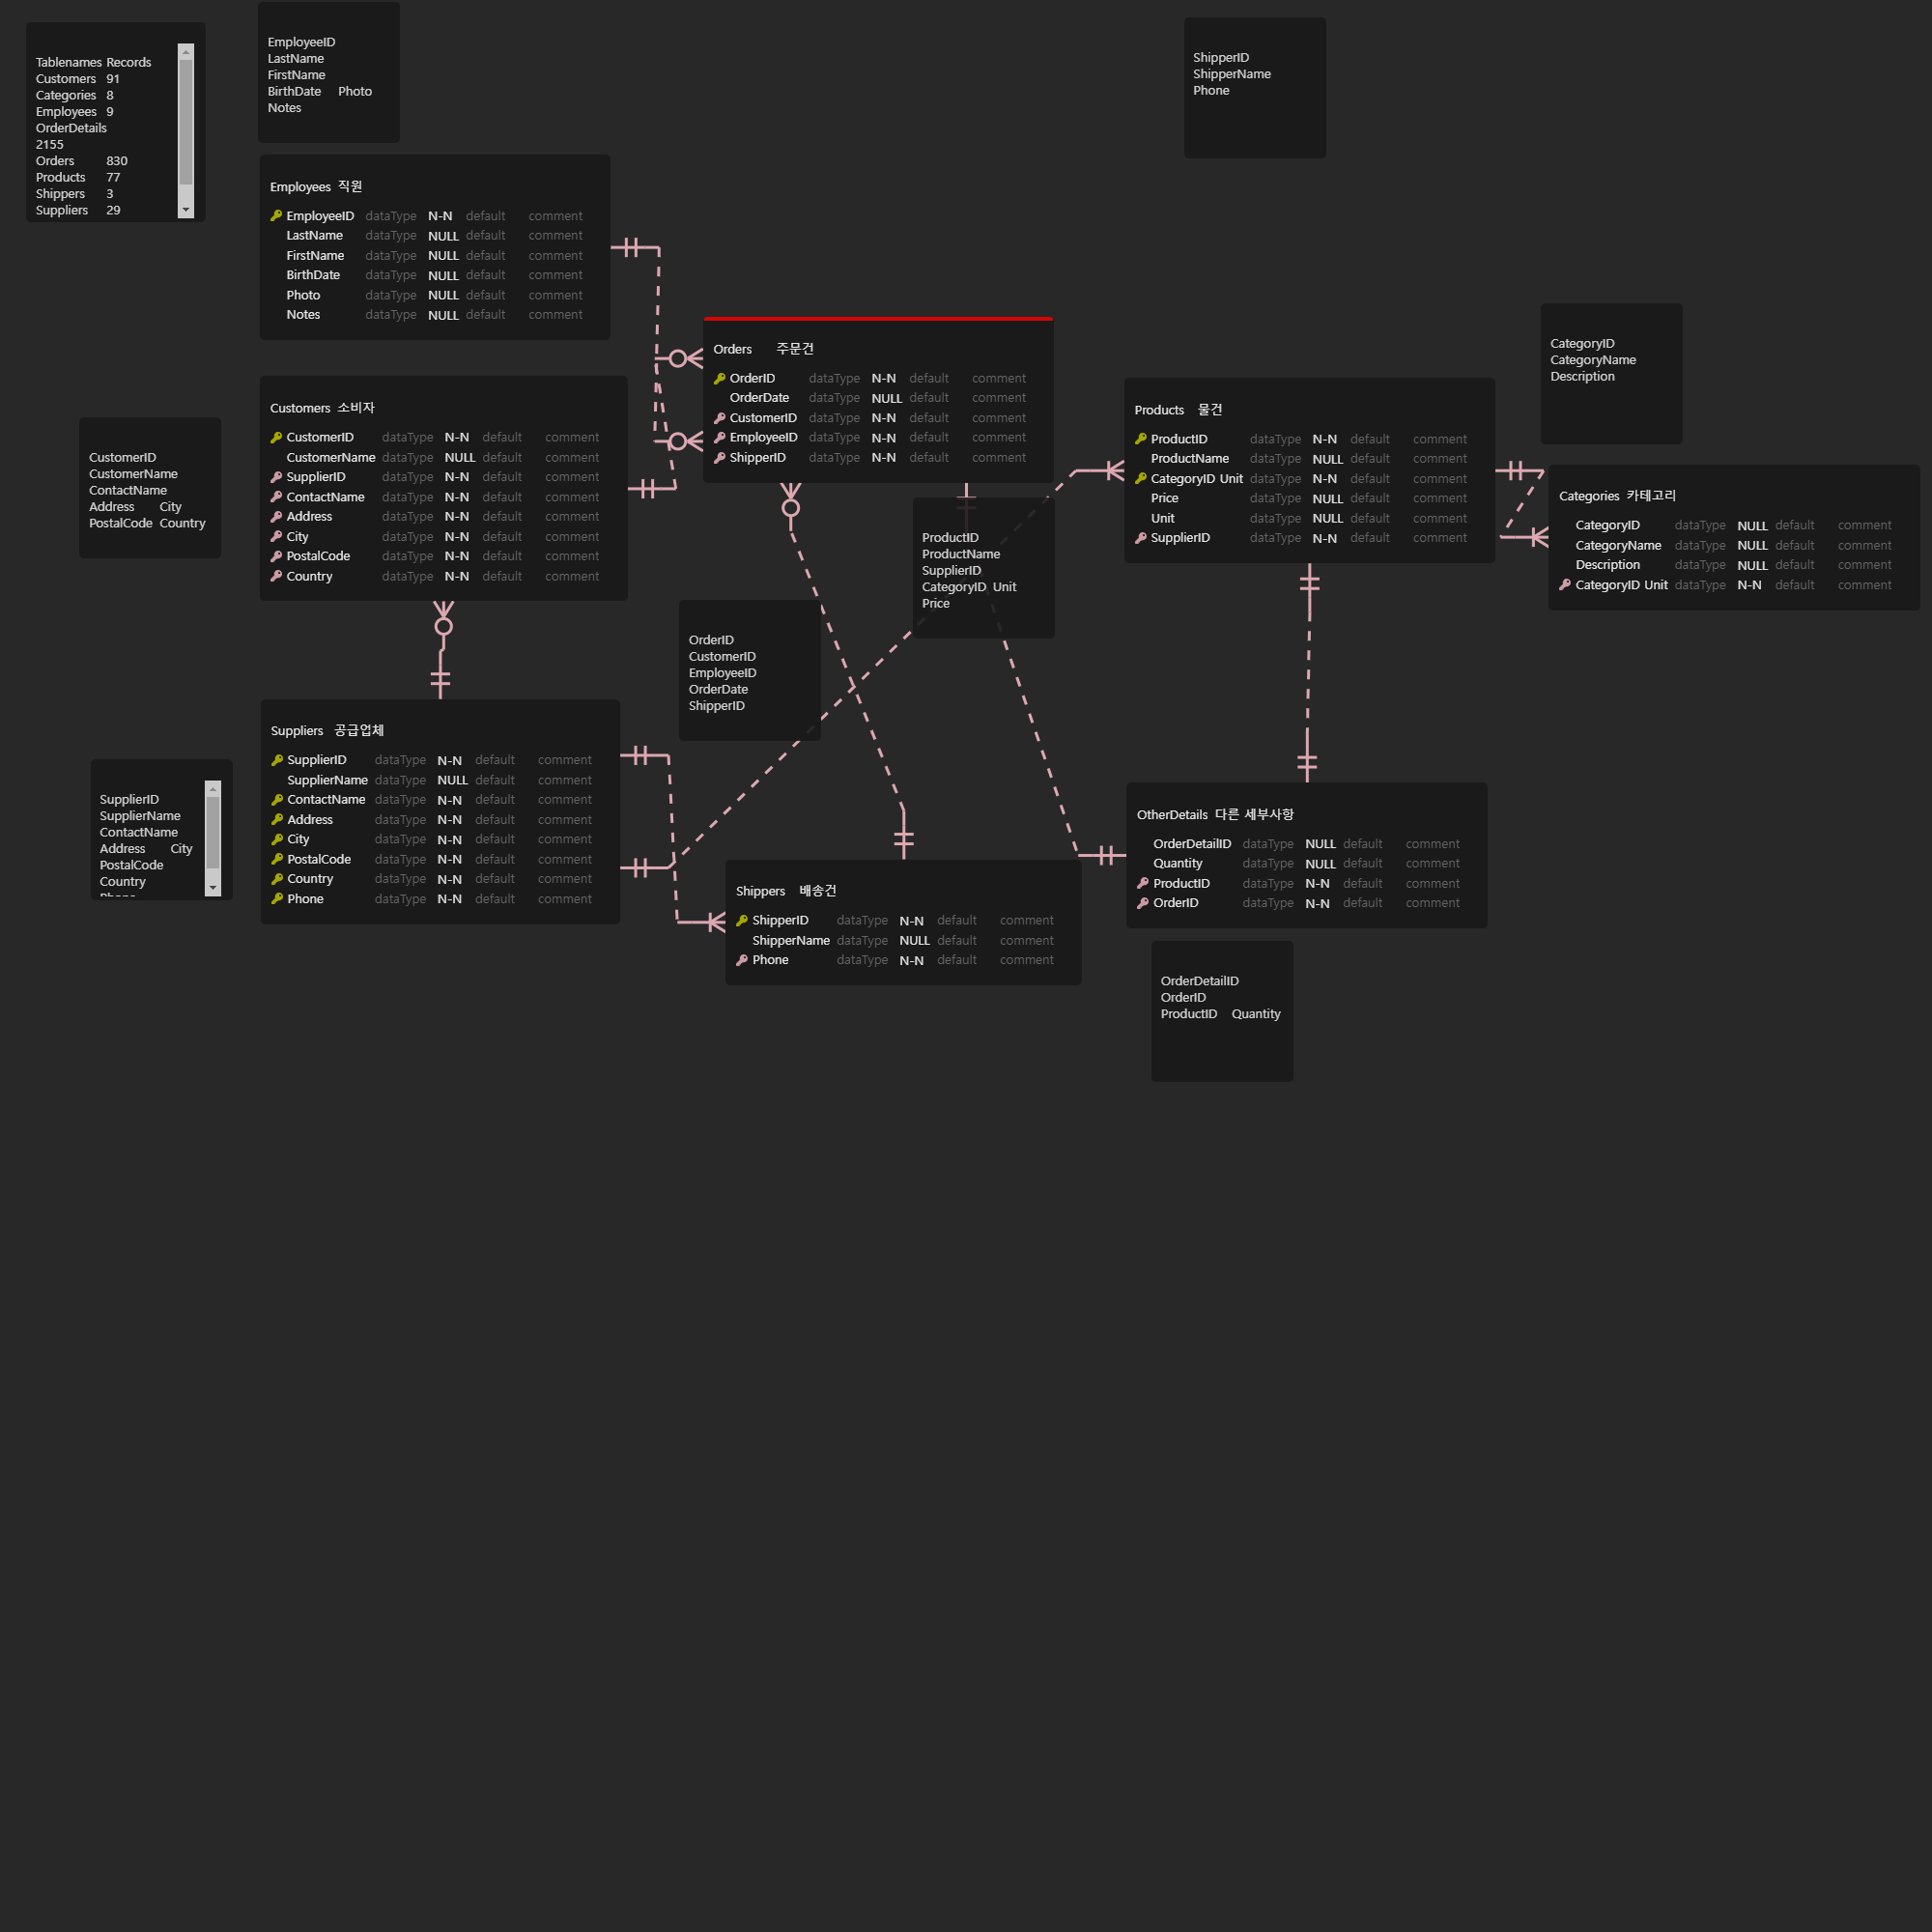 Tablenames Records
Customers 91
Categories 8
Employees 9
OrderDetails
2155
Orders 830
Products 77
Shippers 3
Suppliers 29
EmployeeID
LastName
FirstName
BirthDate Photo
Notes
ShipperID
ShipperName
Phone
Employees 직원
EmployeeID dataType N-N default comment
LastName dataType NULL default comment
FirstName dataType NULL default comment
BirthDate dataType NULL default comment
Photo dataType NULL default comment
Notes dataType NULL default comment
Orders 주문건
OrderID dataType N-N default comment
OrderDate dataType NULL default comment
CustomerID dataType N-N default comment
EmployeeID dataType N-N default comment
ShipperID dataType N-N default comment
CategoryID
CategoryName
Description
Customers 소비자
CustomerID dataType N-N default comment
CustomerName dataType NULL default comment
SupplierID dataType N-N default comment
ContactName dataType N-N default comment
Address dataType N-N default comment
City dataType N-N default comment
PostalCode dataType N-N default comment
Country dataType N-N default comment
Products 물건
ProductID dataType N-N default comment
ProductName dataType NULL default comment
CategoryID Unit dataType N-N default comment
Price dataType NULL default comment
Unit dataType NULL default comment
SupplierID dataType N-N default comment
CustomerID
CustomerName
ContactName
Address City
PostalCode Country
Categories 카테고리
CategoryID dataType NULL default comment
CategoryName dataType NULL default comment
Description dataType NULL default comment
CategoryID Unit dataType N-N default comment
ProductID
ProductName
SupplierID
CategoryID Unit
Price
OrderID
CustomerID
EmployeeID
OrderDate
ShipperID
Suppliers 공급업체
SupplierID dataType N-N default comment
SupplierName dataType NULL default comment
ContactName dataType N-N default comment
Address dataType N-N default comment
City dataType N-N default comment
PostalCode dataType N-N default comment
Country dataType N-N default comment
Phone dataType N-N default comment
SupplierID
SupplierName
ContactName
Address City
PostalCode
Country
Phone
OtherDetails 다른 세부사항
OrderDetailID dataType NULL default comment
Quantity dataType NULL default comment
ProductID dataType N-N default comment
OrderID dataType N-N default comment
Shippers 배송건
ShipperID dataType N-N default comment
ShipperName dataType NULL default comment
Phone dataType N-N default comment
OrderDetailID
OrderID
ProductID Quantity